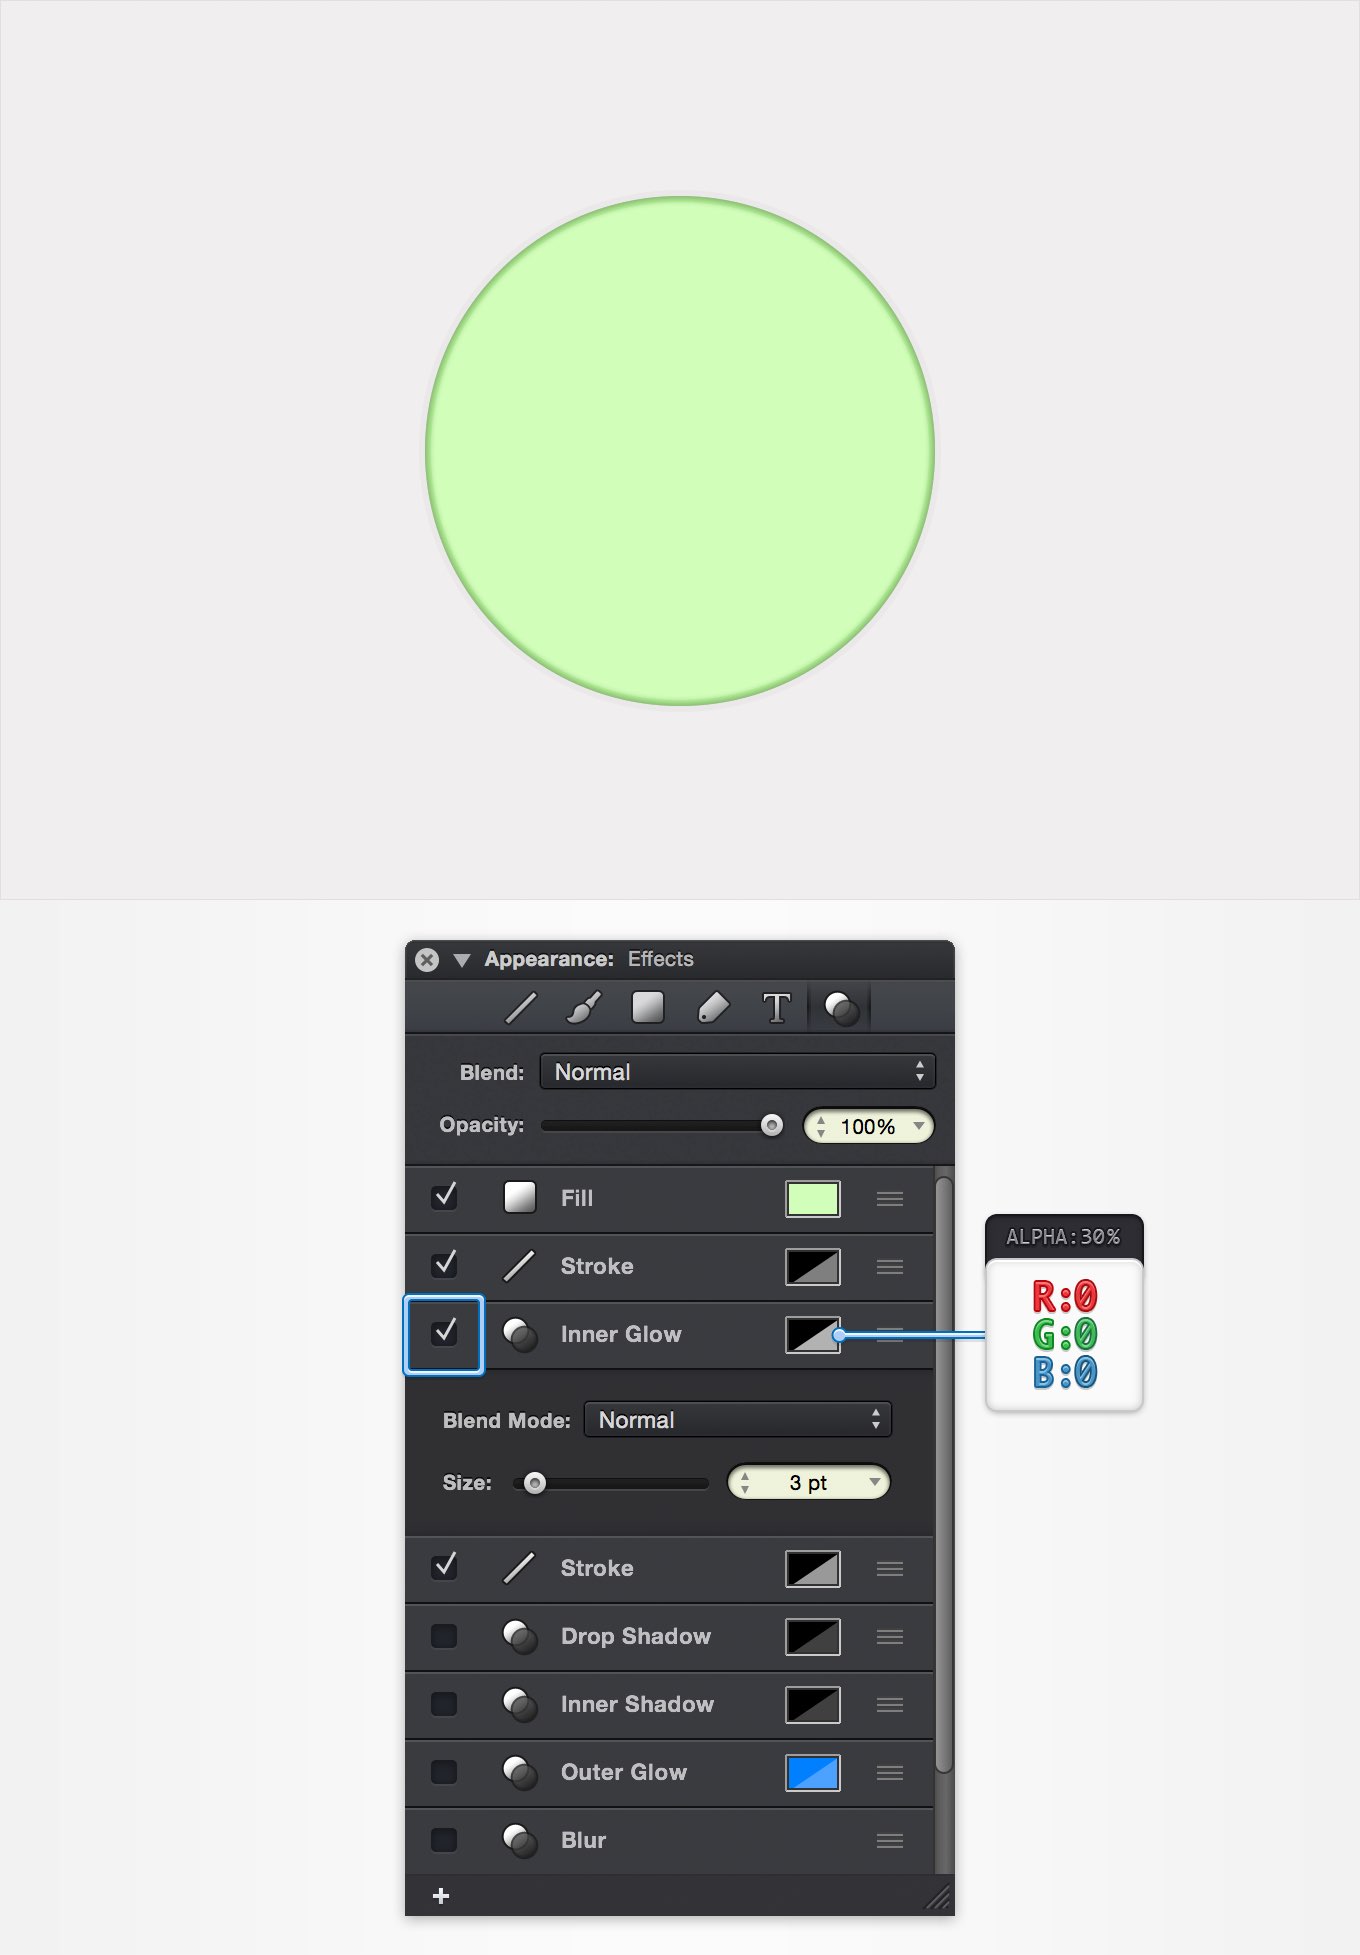 Appearance: Effects
T
Blend: Normal
Opacity: 100%
Fill
Stroke
ALPHA:30%
R:0
G:0
B:0
Inner Glow
Blend Mode: Normal
Size: 3 pt
Stroke
Drop Shadow
Inner Shadow
Outer Glow
Blur
+